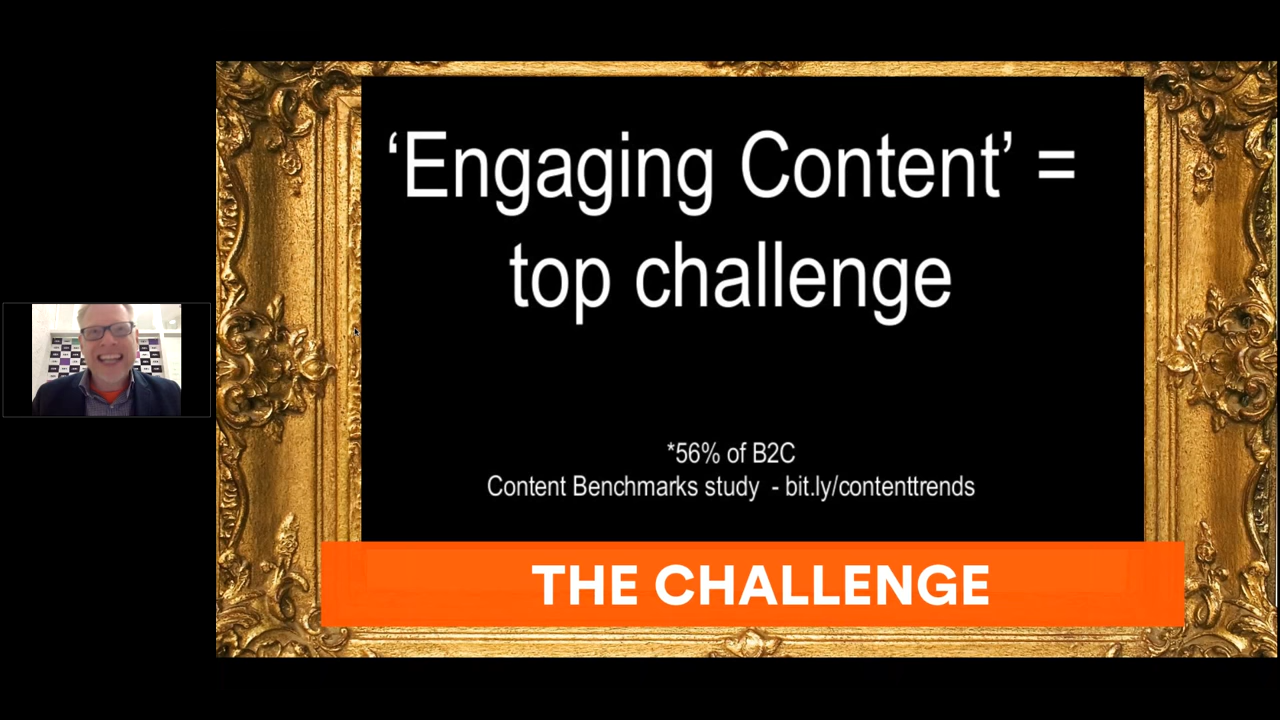 ‘Engaging Content’ =
top challenge
*56% of B2C
Content Benchmarks study - bit.ly/contenttrends
THE CHALLENGE